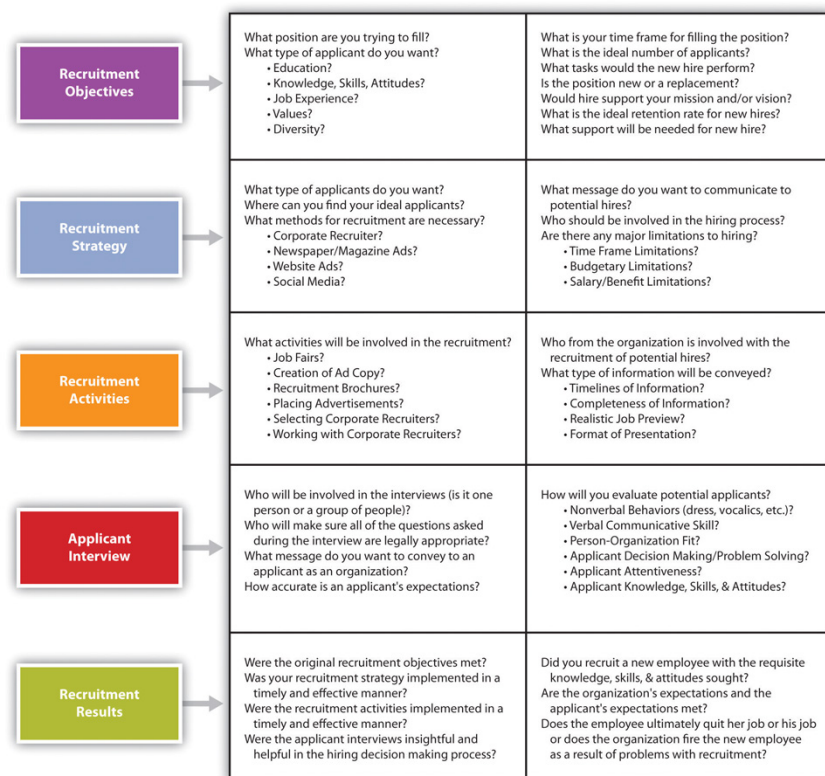 Recruitment
Objectives
What position are you trying to fill?
What type of applicant do you want?
• Education?
• Knowledge, Skills, Attitudes?
• Job Experience?
• Values?
• Diversity?
What is your time frame for filling the position?
What is the ideal number of applicants?
What tasks would the new hire perform?
Is the position new or a replacement?
Would hire support your mission and/or vision?
What is the ideal retention rate for new hires?
What support will be needed for new hire?
Recruitment
Strategy
What type of applicants do you want?
Where can you find your ideal applicants?
What methods for recruitment are necessary?
• Corporate Recruiter?
• Newspaper/Magazine Ads?
• Website Ads?
• Social Media?
What message do you want to communicate to
potential hires?
Who should be involved in the hiring process?
Are there any major limitations to hiring?
• Time Frame Limitations?
• Budgetary Limitations?
• Salary/Benefit Limitations?
Recruitment
Activities
What activities will be involved in the recruitment?
• Job Fairs?
• Creation of Ad Copy?
• Recruitment Brochures?
• Placing Advertisements?
• Selecting Corporate Recruiters?
• Working with Corporate Recruiters?
Who from the organization is involved with the
recruitment of potential hires?
What type of information will be conveyed?
• Timelines of Information?
• Completeness of Information?
• Realistic Job Preview?
• Format of Presentation?
Applicant
Interview
Who will be involved in the interviews (is it one
person or a group of people)?
Who will make sure all of the questions asked
during the interview are legally appropriate?
What message do you want to convey to an
applicant as an organization?
How accurate is an applicant's expectations?
How will you evaluate potential applicants?
• Nonverbal Behaviors (dress, vocalics, etc.)?
• Verbal Communicative Skill?
• Person-Organization Fit?
• Applicant Decision Making/Problem Solving?
• Applicant Attentiveness?
• Applicant Knowledge, Skills, & Attitudes?
Recruitment
Results
Were the original recruitment objectives met?
Was your recruitment strategy implemented in a
timely and effective manner?
Were the recruitment activities implemented in a
timely and effective manner?
Were the applicant interviews insightful and
helpful in the hiring decision making process?
Did you recruit a new employee with the requisite
knowledge, skills, & attitudes sought?
Are the organization's expectations and the
applicant's expectations met?
Does the employee ultimately quit her job or his job
or does the organization fire the new employee
as a result of problems with recruitment?